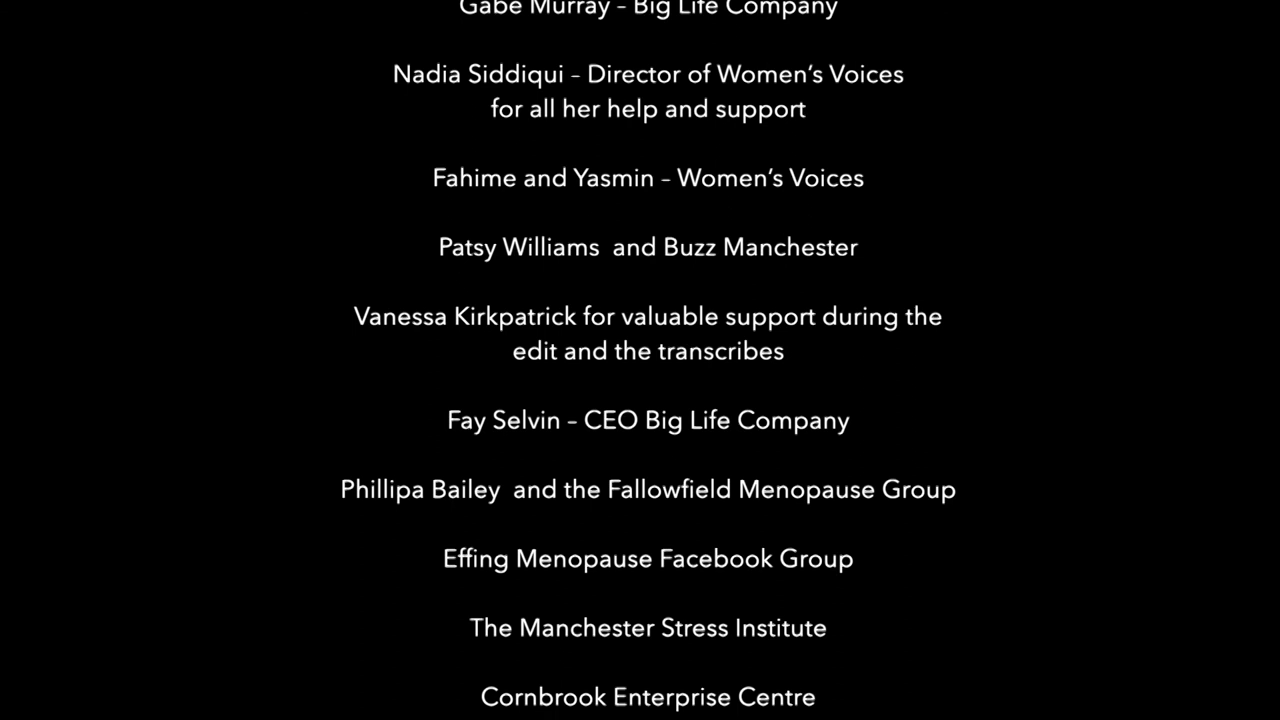 Gabe Murray – Big Life Company
Nadia Siddiqui – Director of Women’s Voices
for all her help and support
Fahime and Yasmin – Women’s Voices
Patsy Williams  and Buzz Manchester
Vanessa Kirkpatrick for valuable support during the
edit and the transcribes
Fay Selvin – CEO Big Life Company
Phillipa Bailey  and the Fallowfield Menopause Group
Effing Menopause Facebook Group
The Manchester Stress Institute
Cornbrook Enterprise Centre